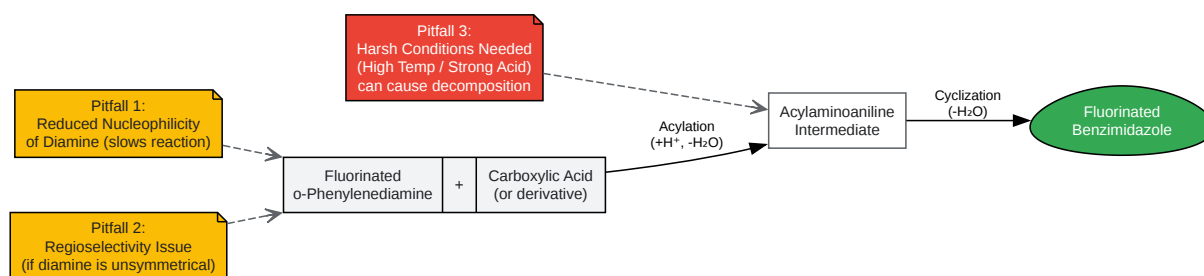 Pitfall 3:
Harsh Conditions Needed
(High Temp / Strong Acid)
can cause decomposition
Pitfall 1:
Reduced Nucleophilicity
of Diamine (slows reaction)
Pitfall 2:
Regioselectivity Issue
(if diamine is unsymmetrical)
Fluorinated
o-Phenylenediamine
+
Carboxylic Acid
(or derivative)
Acylation
(+H⁺, -H₂O)
Acylaminoaniline
Intermediate
Cyclization
(-H₂O)
Fluorinated
Benzimidazole